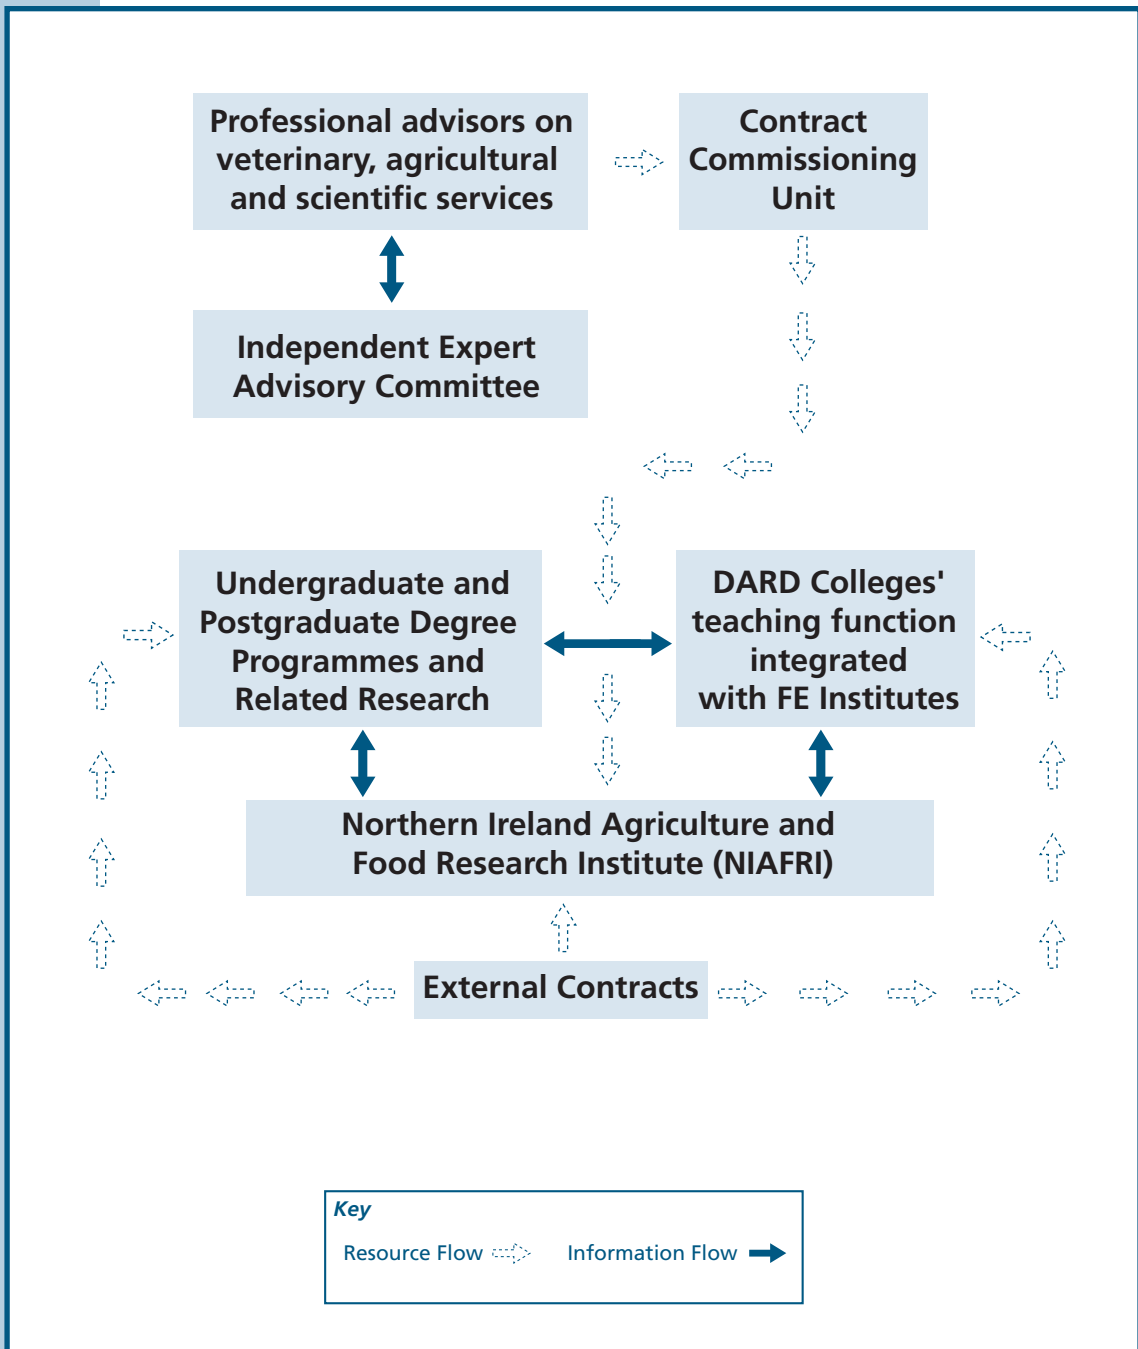 Professional advisors on
veterinary, agricultural
and scientific services
Contract
Commissioning
Unit
Independent Expert
Advisory Committee
Undergraduate and
Postgraduate Degree
Programmes and
Related Research
DARD Colleges'
teaching function
integrated
with FE Institutes
Northern Ireland Agriculture and
Food Research Institute (NIAFRI)
External Contracts
Key
Resource Flow
Information Flow